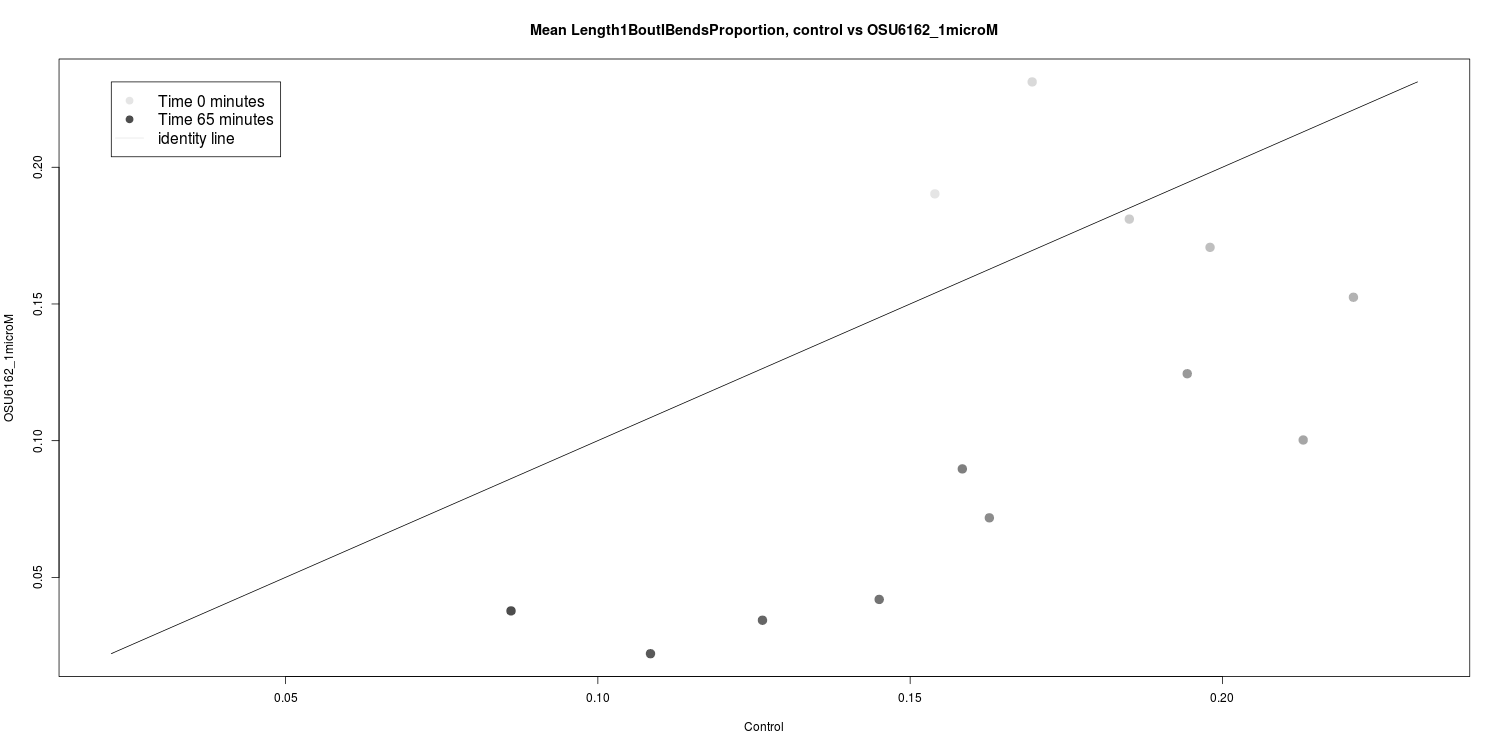 Mean Length1BoutIBendsProportion, control vs OSU6162_1microM
Time 0 minutes
Time 65 minutes
identity line
OSU6162_1microM
0.20
0.15
0.10
0.05
0.05
0.10
0.15
0.20
Control